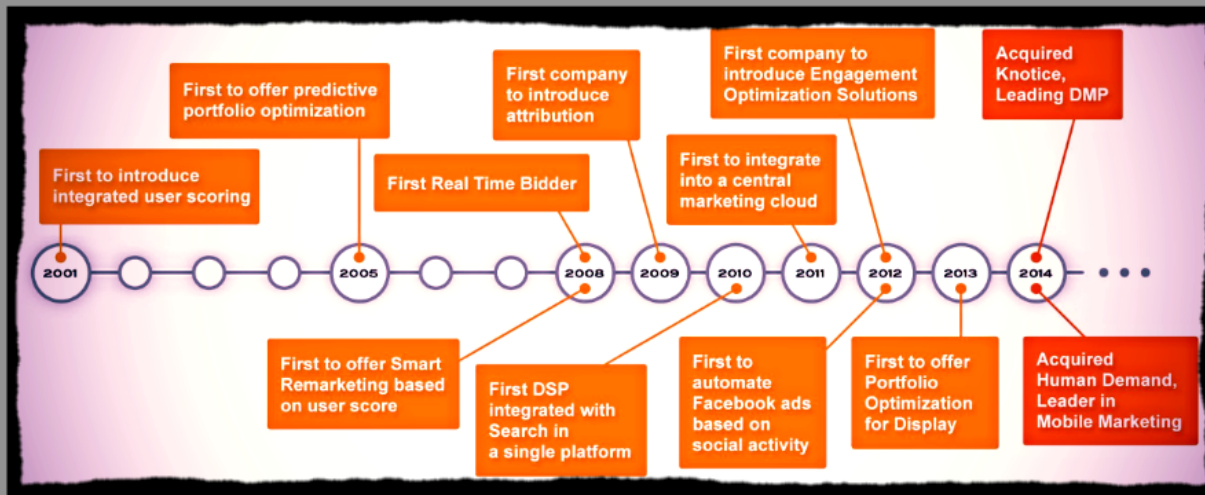 First to introduce
integrated user scoring
First to offer predictive
portfolio optimization
First Real Time Bidder
First company
to introduce
attribution
First to integrate
into a central
marketing cloud
First company to
introduce Engagement
Optimization Solutions
Acquired
Knotice,
Leading DMP
2001
2005
2008
2009
2010
2011
2012
2013
2014
First to offer Smart
Remarketing based
on user score
First DSP
integrated with
Search in
a single platform
First to
automate
Facebook ads
based on
social activity
First to offer
Portfolio
Optimization
for Display
Acquired
Human Demand,
Leader in
Mobile Marketing